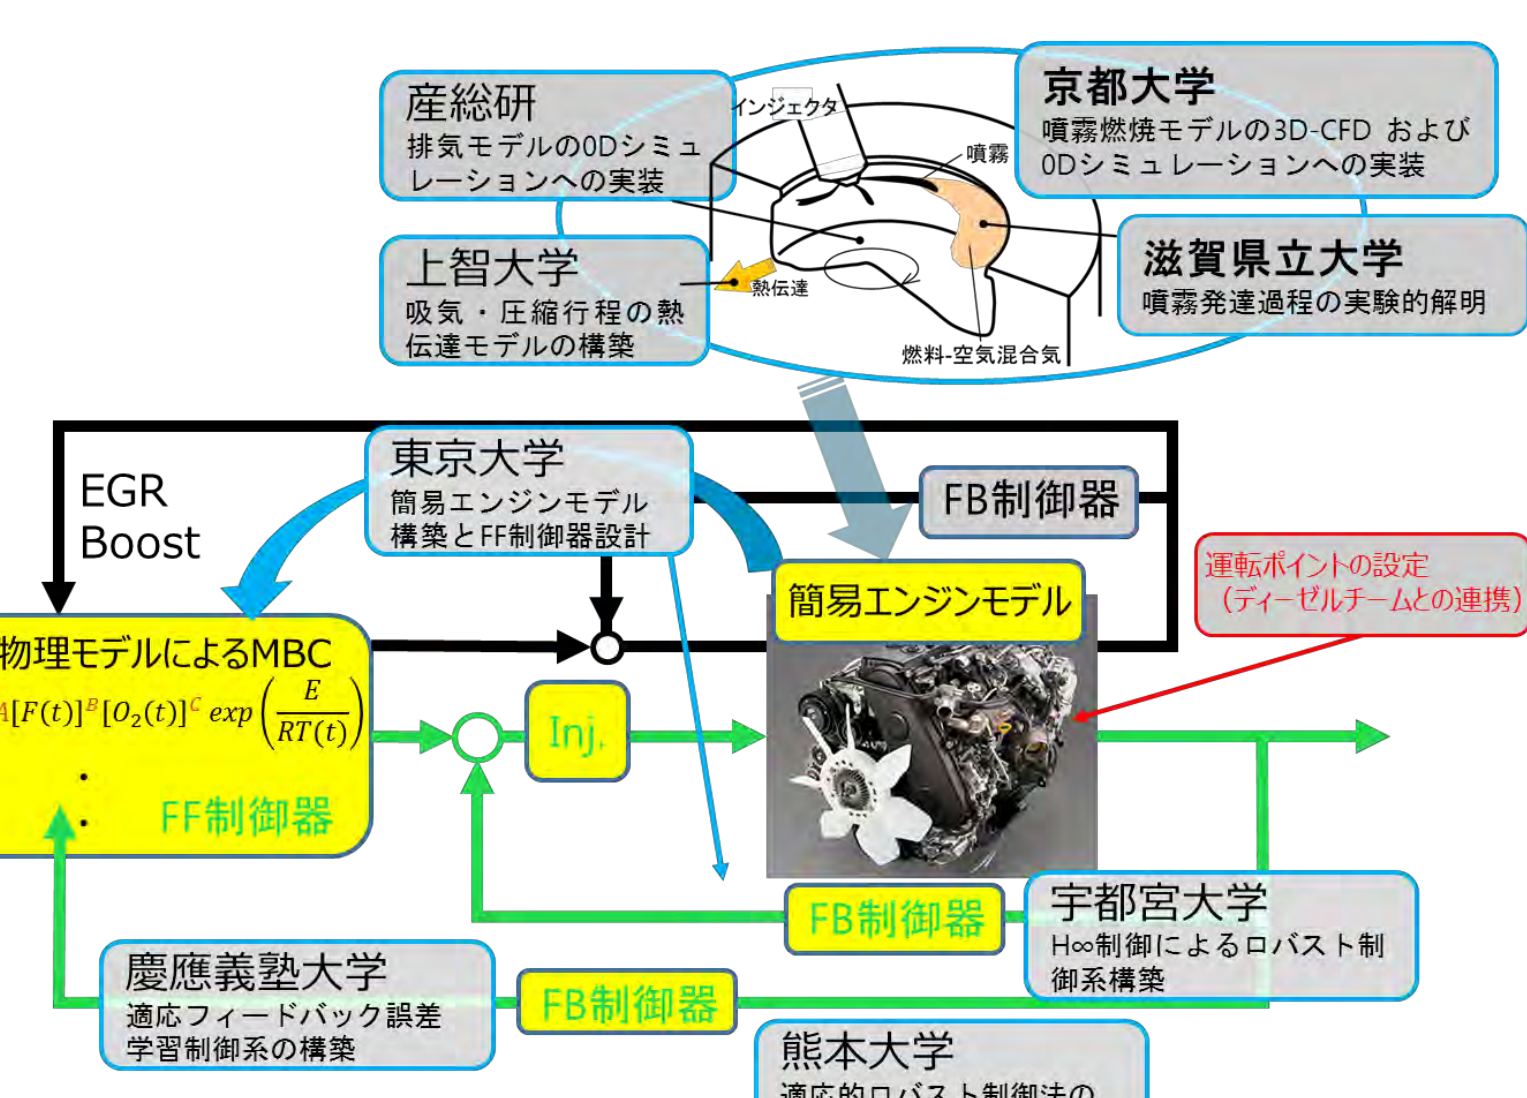 産総研
排気モデルの0Dシミュ
レーションへの実装
インジェクタ
噴霧
京都大学
噴霧燃焼モデルの3D-CFD および
0Dシミュレーションへの実装
上智大学
吸気・圧縮行程の熱
伝達モデルの構築
熱伝達
燃料-空気混合気
滋賀県立大学
噴霧発達過程の実験的解明
EGR
Boost
東京大学
簡易エンジンモデル
構築とFF制御器設計
FB制御器
簡易エンジンモデル
運転ポイントの設定
（ディーゼルチームとの連携）
物理モデルによるMBC
A[F(t)]^B [O_2(t)]^C exp(E/RT(t))
・
・
FF制御器
Inj.
FB制御器
宇都宮大学
H∞制御によるロバスト制
御系構築
慶應義塾大学
適応フィードバック誤差
学習制御系の構築
FB制御器
熊本大学
適応的ロバスト制御法の